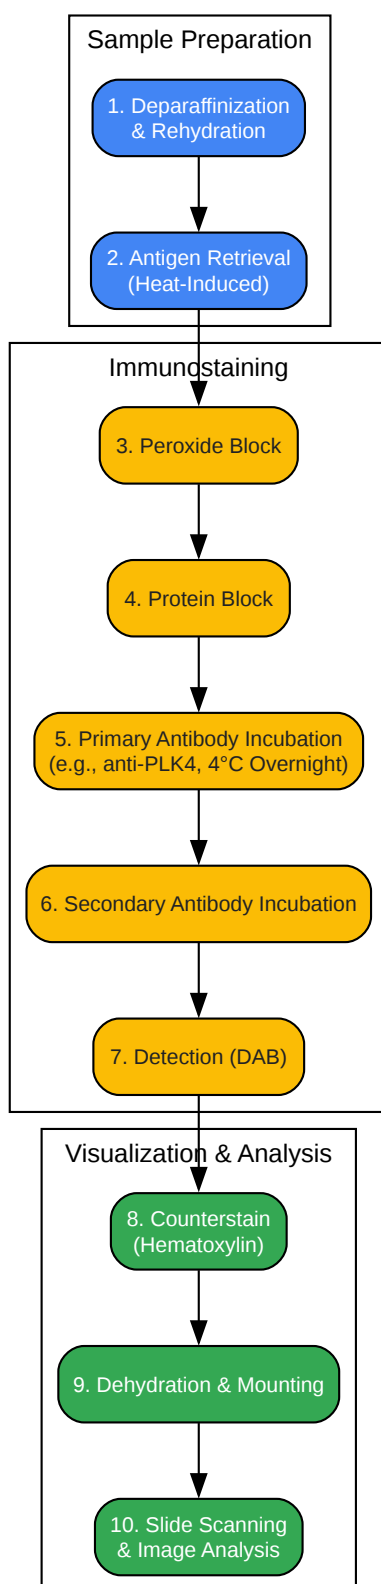 Sample Preparation
1. Deparaffinization
& Rehydration
2. Antigen Retrieval
(Heat-Induced)
Immunostaining
3. Peroxide Block
4. Protein Block
5. Primary Antibody Incubation
(e.g., anti-PLK4, 4°C Overnight)
6. Secondary Antibody Incubation
7. Detection (DAB)
Visualization & Analysis
8. Counterstain
(Hematoxylin)
9. Dehydration & Mounting
10. Slide Scanning
& Image Analysis